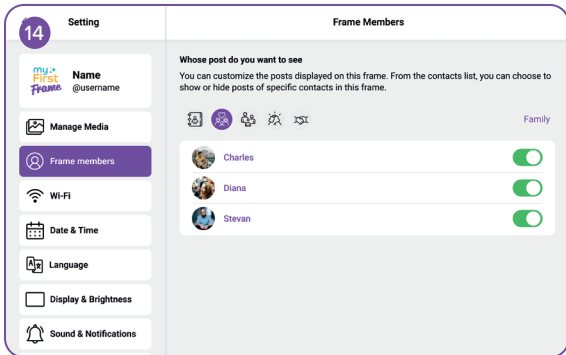 14
Setting
Frame Members
my
First
Frame
Name
@username
Manage Media
Frame members
Wi-Fi
Date & Time
Language
Display & Brightness
Sound & Notifications
Whose post do you want to see
You can customize the posts displayed on this frame. From the contacts list, you can choose to
show or hide posts of specific contacts in this frame.
Family
Charles
Diana
Stevan